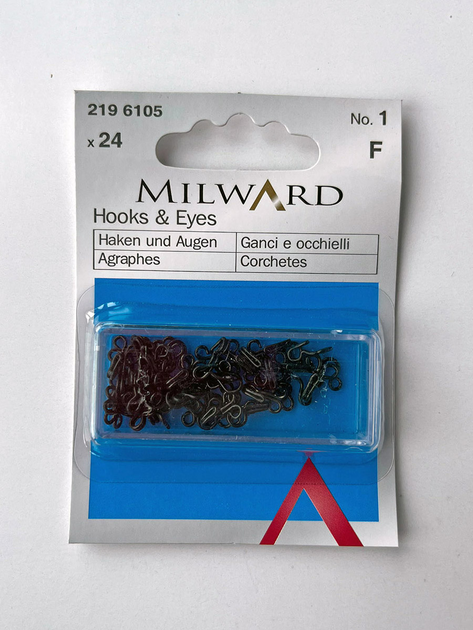 219 6105
No. 1
x 24
F
MILWARD
Hooks & Eyes
Haken und Augen
Ganci e occhielli
Agraphes
Corchetes